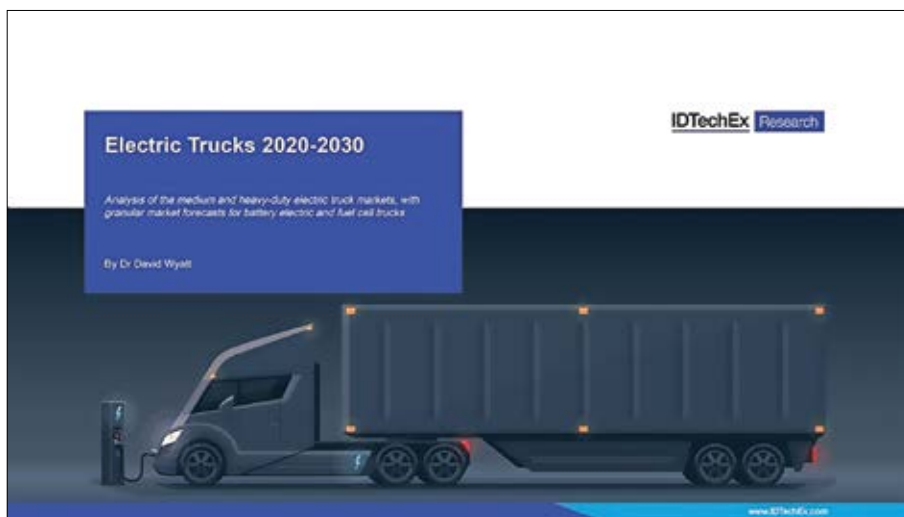 Electric Trucks 2020-2030
IDTechEx Research
Analysis of the medium and heavy-duty electric truck markets, with
granular market forecasts for battery electric and fuel cell trucks
By Dr David Wyatt
www.IDTechEx.com